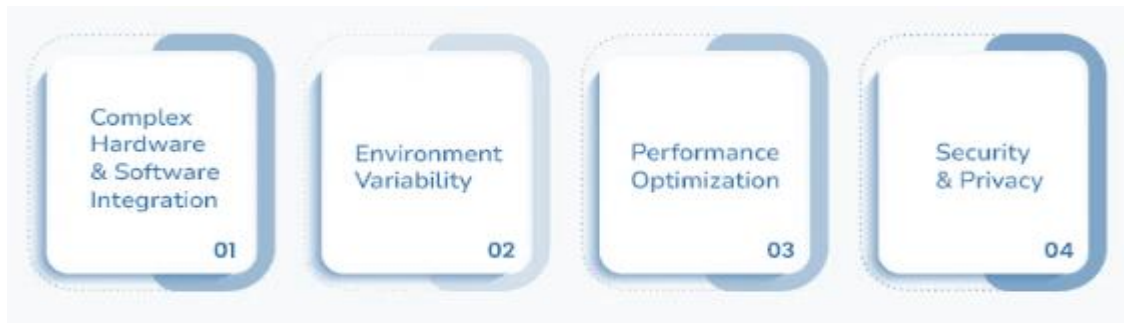 Complex
Hardware
& Software
Integration
01
Environment
Variability
02
Performance
Optimization
03
Security
& Privacy
04